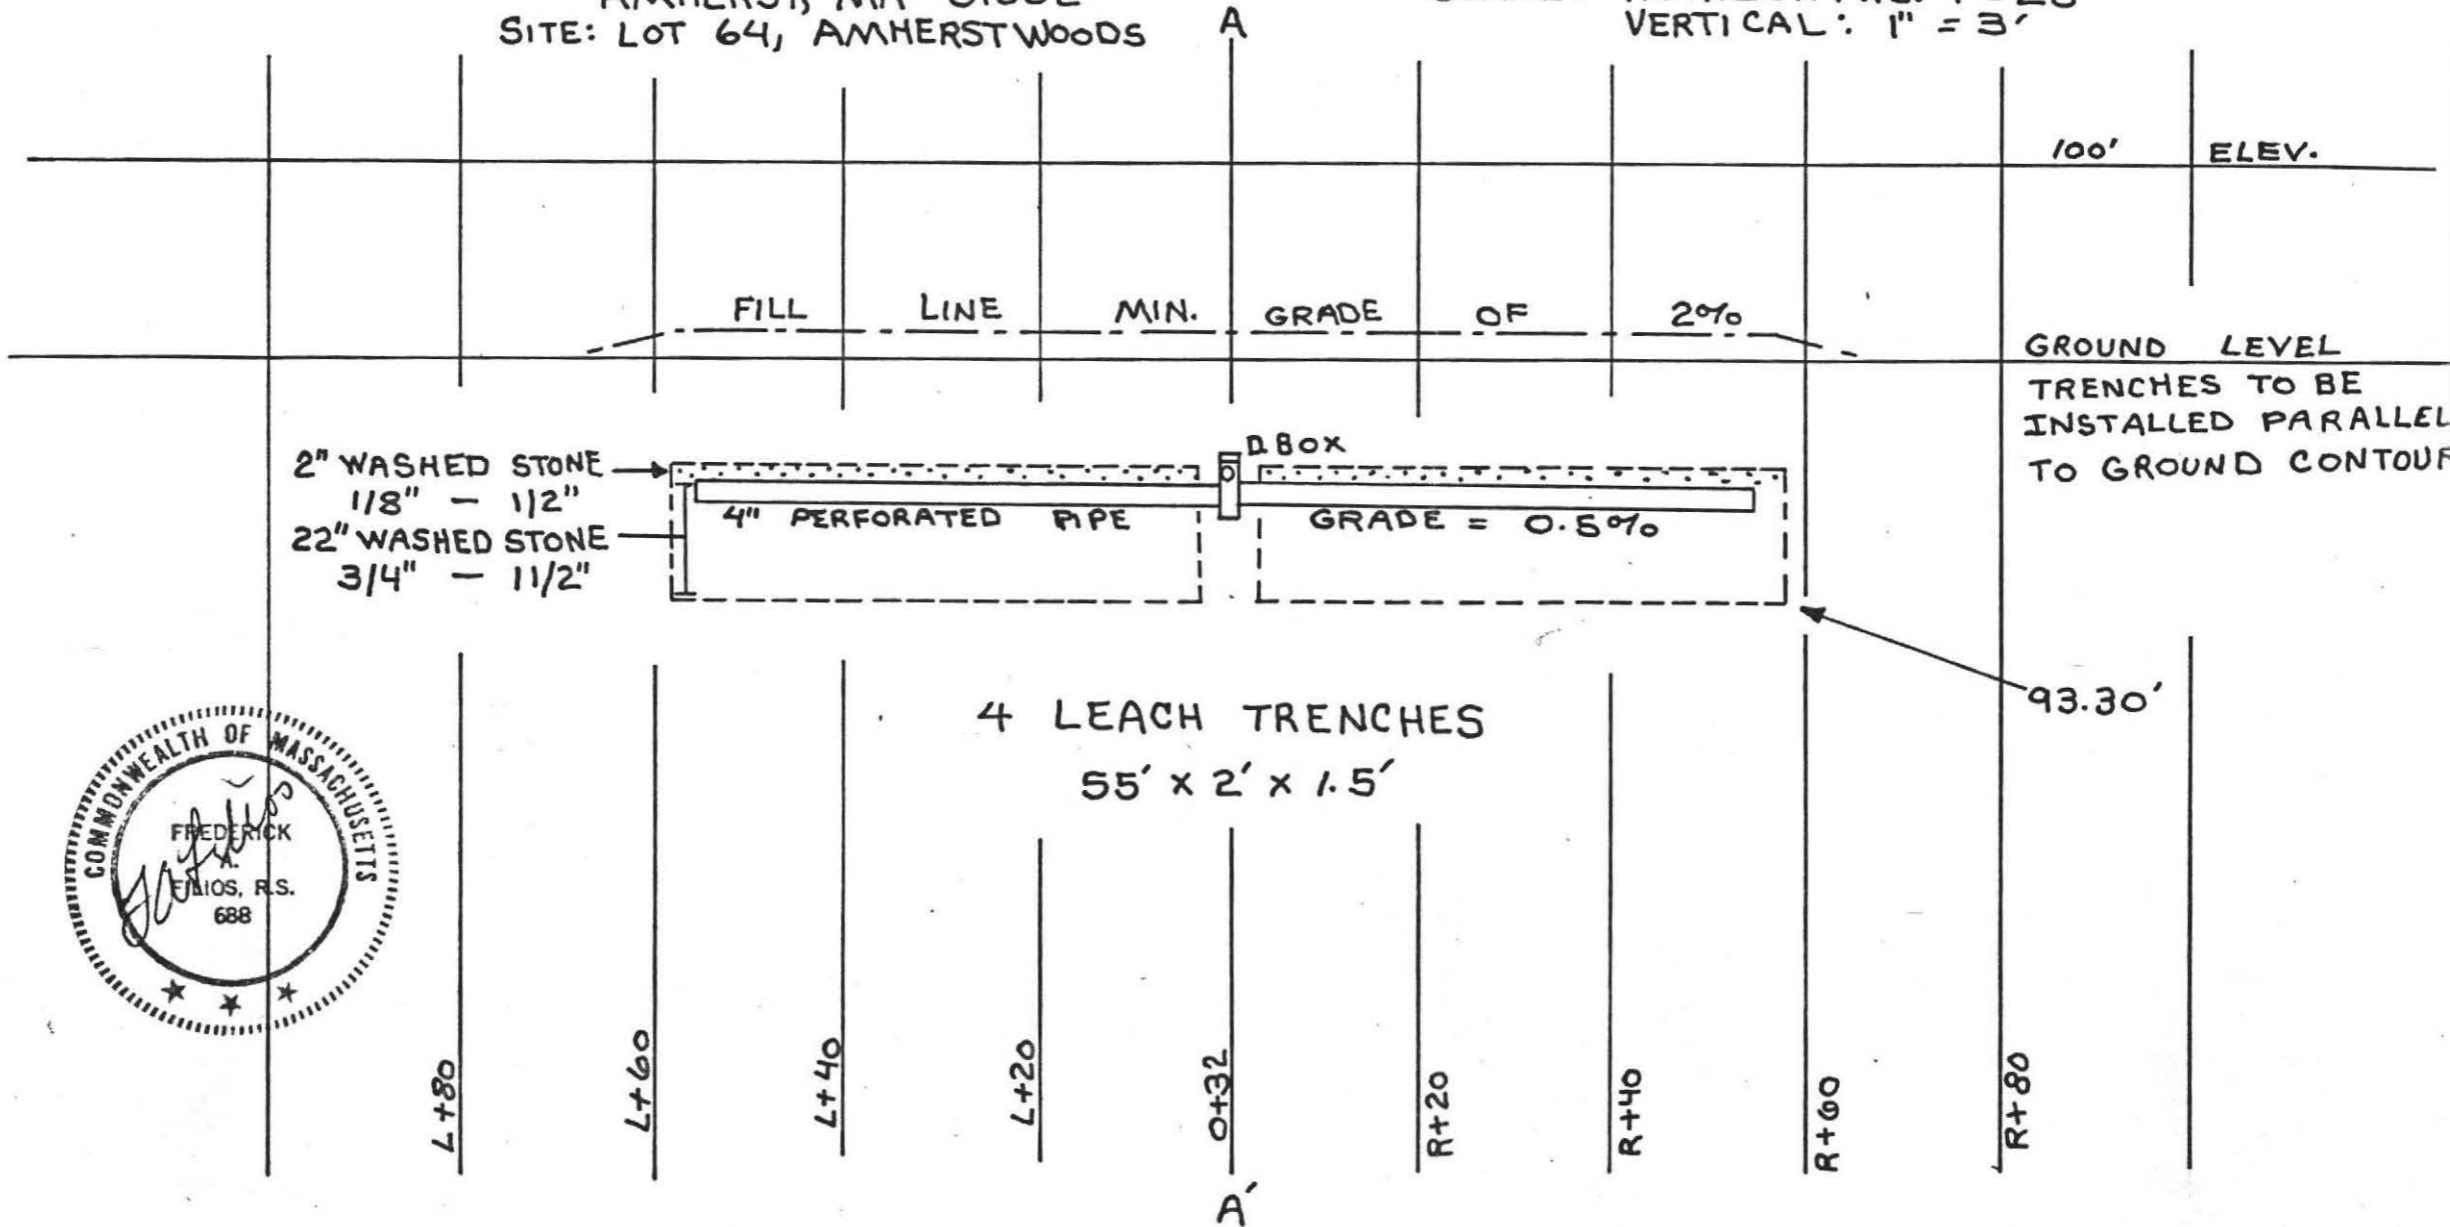 SITE: LOT 64, AMHERST WOODS
VERTICAL: 1" = 3'
A
100' ELEV.
FILL LINE MIN. GRADE OF 2%
GROUND LEVEL
TRENCHES TO BE
INSTALLED PARALLEL
TO GROUND CONTOUR
D.BOX
2" WASHED STONE
1/8" - 1/2"
22" WASHED STONE
3/4" - 11/2"
4" PERFORATED PIPE
GRADE = 0.5%
93.30'
4 LEACH TRENCHES
55' x 2' x 1.5'
COMMONWEALTH OF MASSACHUSETTS
FREDERICK
A.
FILIOS, R.S.
688
L+80
L+60
L+40
L+20
0+32
R+20
R+40
R+60
R+80
A'